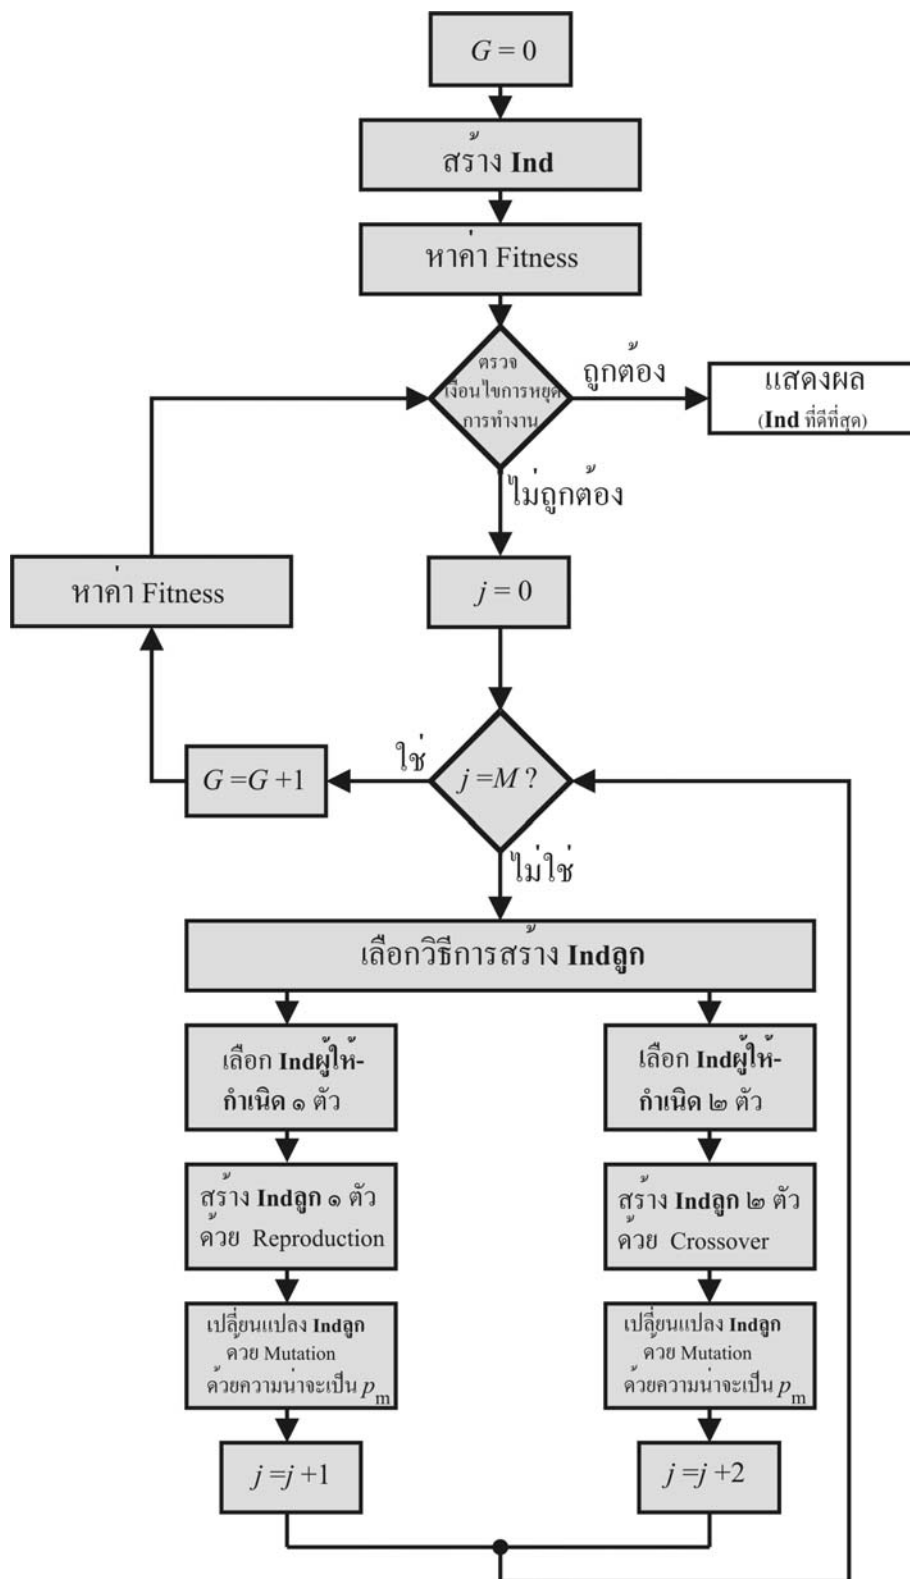 G = 0
สร้าง Ind
หาค่า Fitness
ตรวจ
เงื่อนไขการหยุด
การทำงาน
ถูกต้อง
แสดงผล
(Ind ที่ดีที่สุด)
ไม่ถูกต้อง
หาค่า Fitness
j = 0
ใช่
G =G +1
j =M ?
ไม่ใช่
เลือกวิธีการสร้าง Indลูก
เลือก Indผู้ให้-
กำเนิด ๑ ตัว
เลือก Indผู้ให้-
กำเนิด ๒ ตัว
สร้าง Indลูก ๑ ตัว
ด้วย Reproduction
สร้าง Indลูก ๒ ตัว
ด้วย Crossover
เปลี่ยนแปลง Indลูก
ด้วย Mutation
ด้วยความน่าจะเป็น pm
เปลี่ยนแปลง Indลูก
ด้วย Mutation
ด้วยความน่าจะเป็น pm
j =j +1
j =j +2